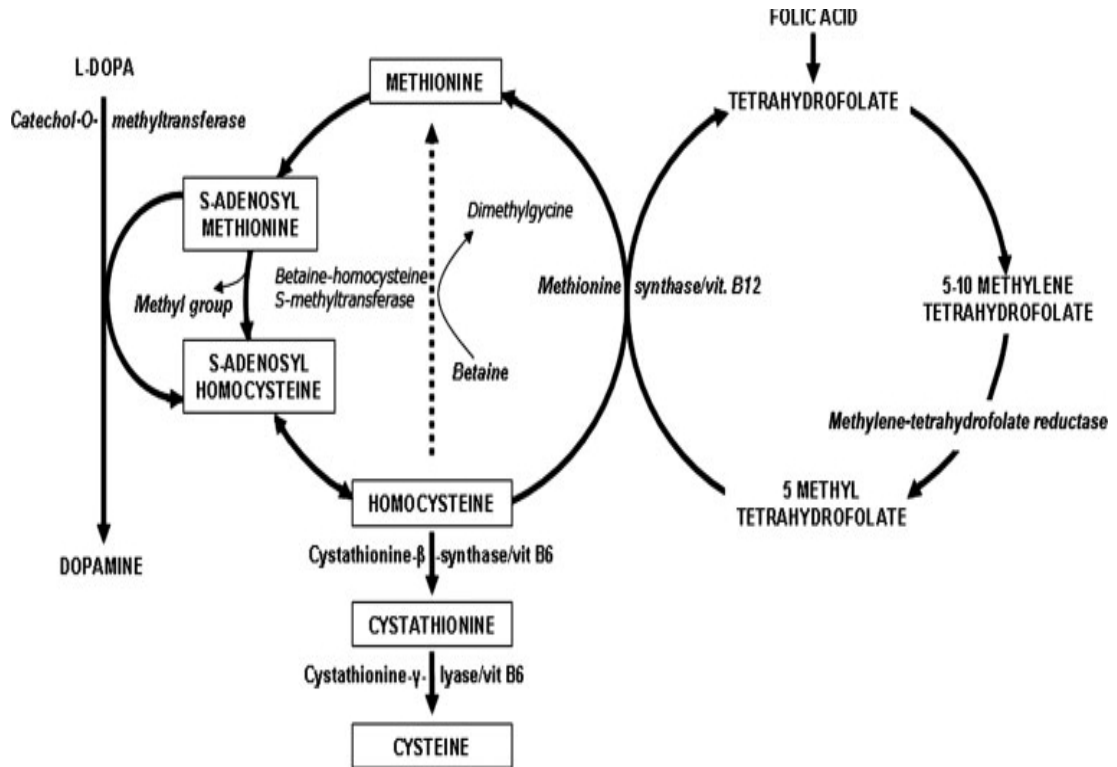 FOLIC ACID
L-DOPA
METHIONINE
TETRAHYDROFOLATE
Catechol-O- methyltransferase
S-ADENOSYL
METHIONINE
Dimethylgycine
Betaine-homocysteine
S-methyltransferase
Methionine synthase/vit. B12
5-10 METHYLENE
TETRAHYDROFOLATE
Methyl group
S-ADENOSYL
HOMOCYSTEINE
Betaine
Methylene-tetrahydrofolate reductase
HOMOCYSTEINE
5 METHYL
TETRAHYDROFOLATE
Cystathionine-β -synthase/vit B6
DOPAMINE
CYSTATHIONINE
Cystathionine-γ- lyase/vit B6
CYSTEINE